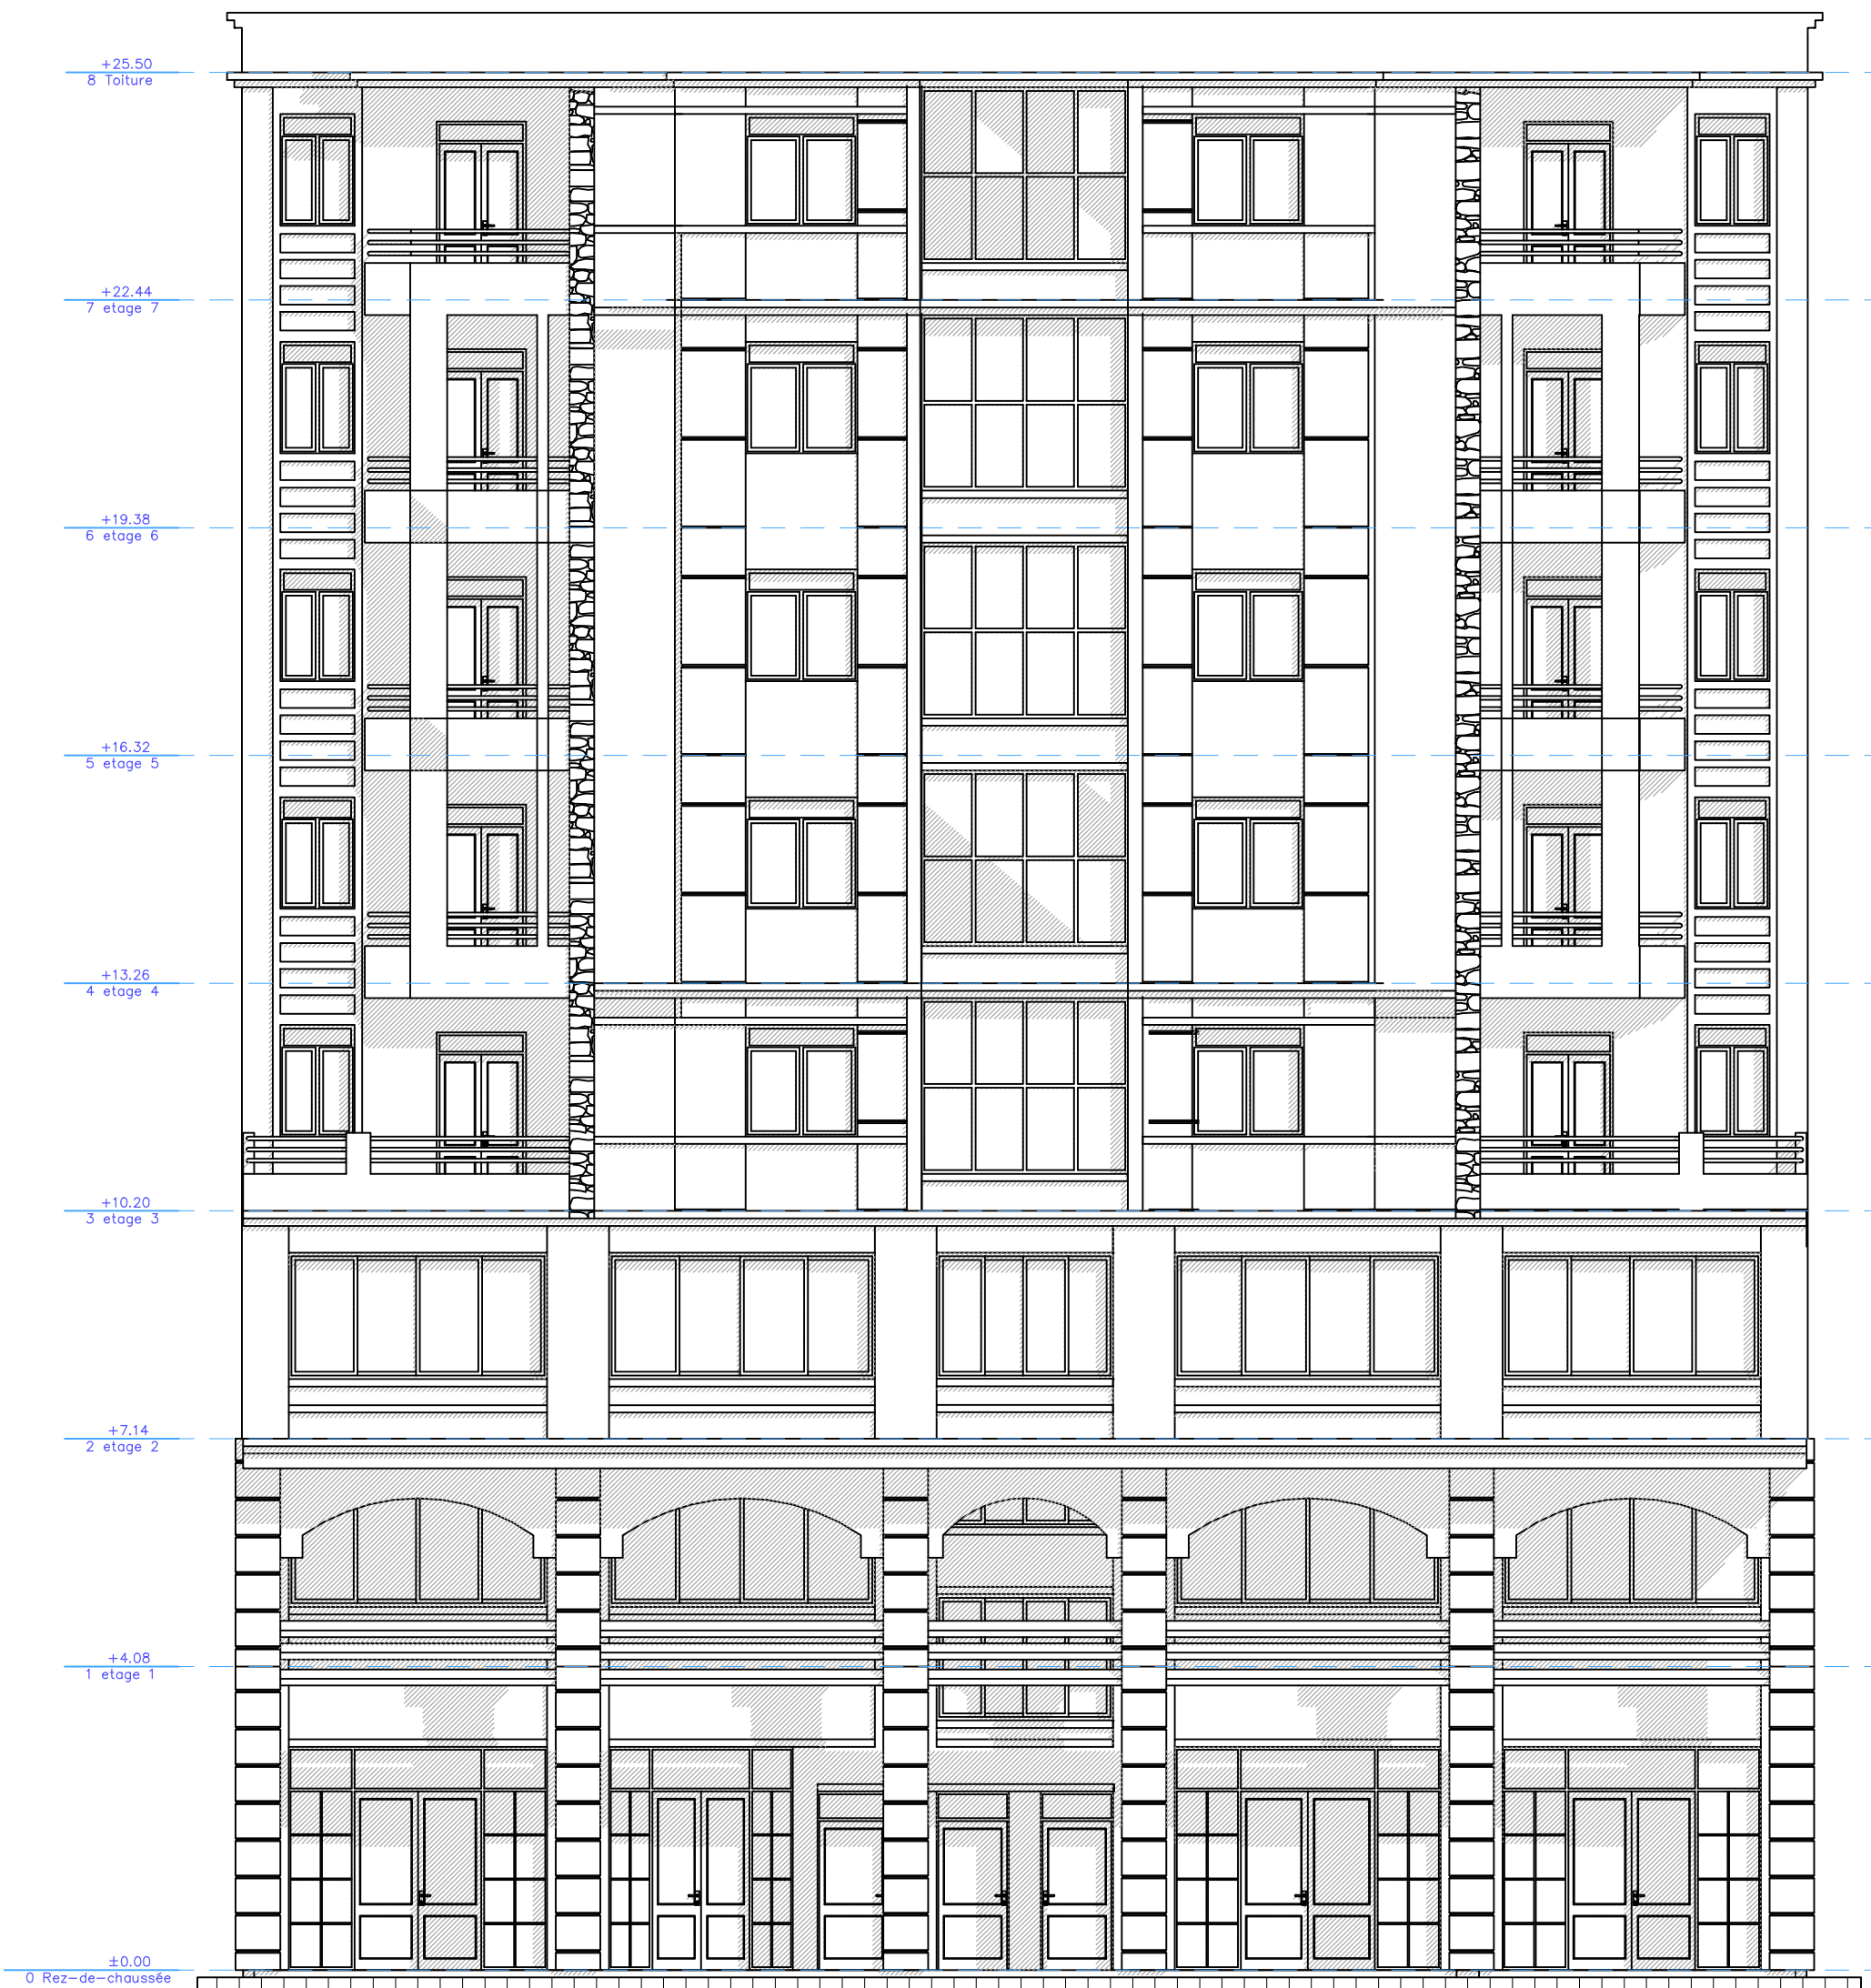 +25.50
8 Toiture
+22.44
7 etage 7
+19.38
6 etage 6
+16.32
5 etage 5
+13.26
4 etage 4
+10.20
3 etage 3
+7.14
2 etage 2
+4.08
1 etage 1
±0.00
0 Rez-de-chaussée